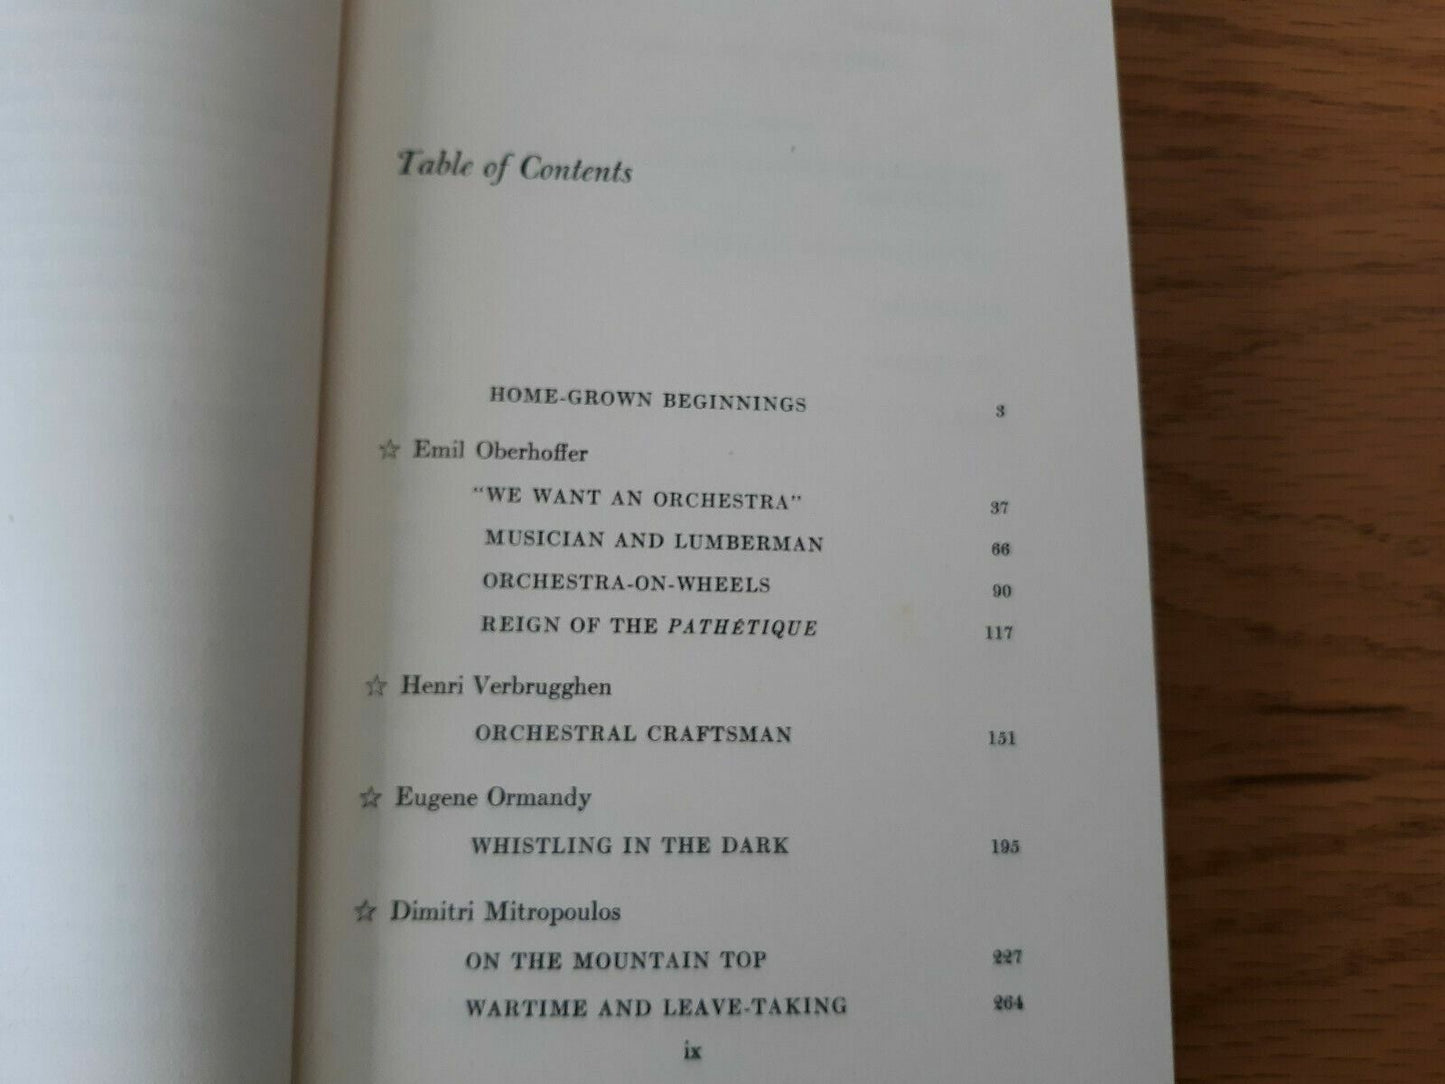 Table of Contents
HOME-GROWN BEGINNINGS 3
☆ Emil Oberhoffer
"WE WANT AN ORCHESTRA" 37
MUSICIAN AND LUMBERMAN 66
ORCHESTRA-ON-WHEELS 90
REIGN OF THE PATHÉTIQUE 117
☆ Henri Verbrugghen
ORCHESTRAL CRAFTSMAN 151
☆ Eugene Ormandy
WHISTLING IN THE DARK 195
☆ Dimitri Mitropoulos
ON THE MOUNTAIN TOP 227
WARTIME AND LEAVE-TAKING 264
ix